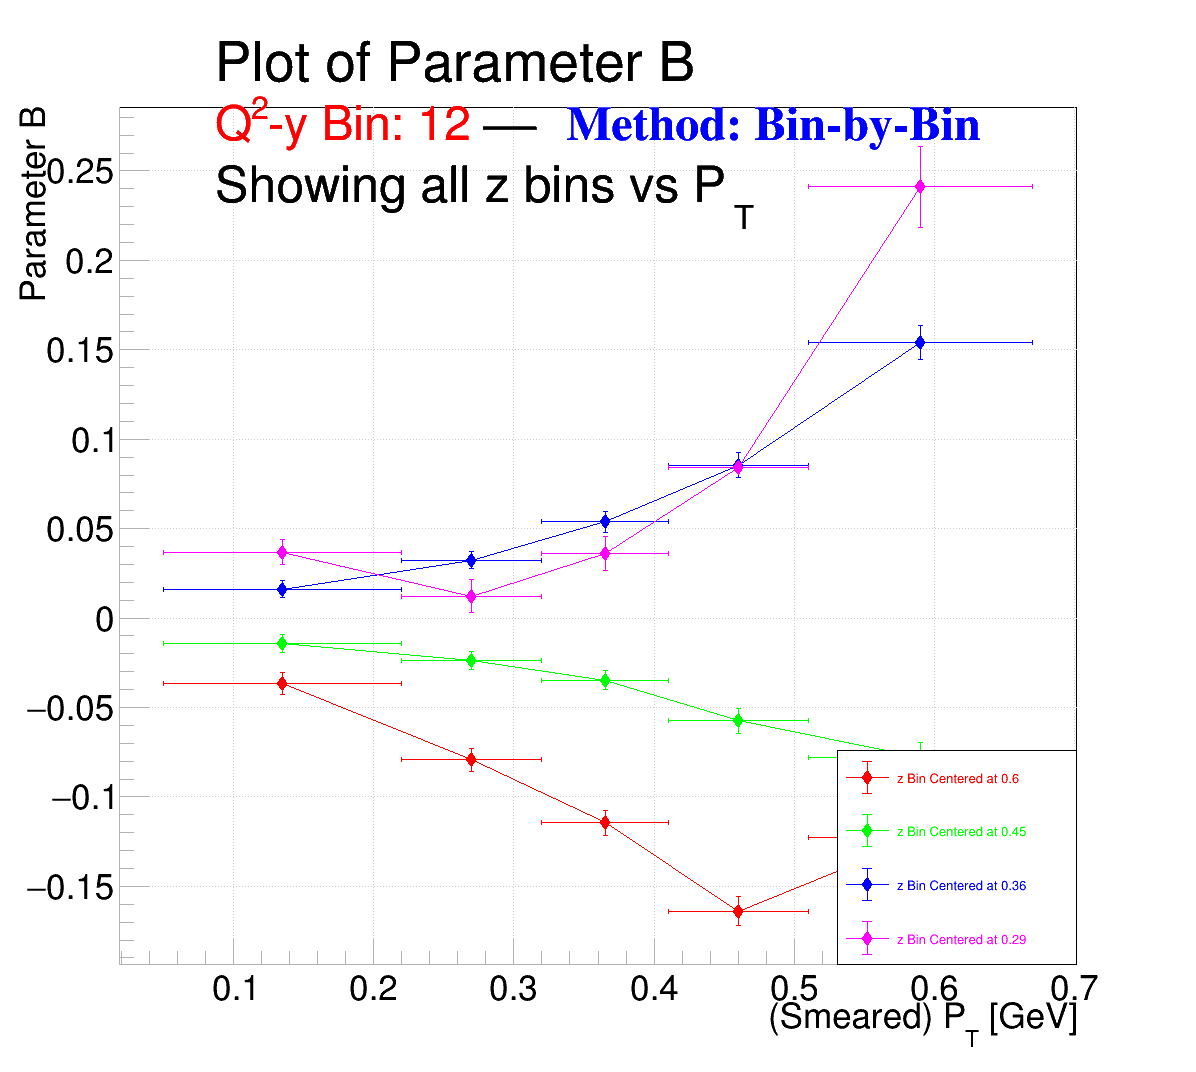 Plot of Parameter B
Q²-y Bin: 12 — Method: Bin-by-Bin
Showing all z bins vs P_T
Parameter B
0.25
0.2
0.15
0.1
0.05
0
−0.05
−0.1
−0.15
z Bin Centered at 0.6
z Bin Centered at 0.45
z Bin Centered at 0.36
z Bin Centered at 0.29
0.1 0.2 0.3 0.4 0.5 0.6 0.7
(Smeared) P_T [GeV]